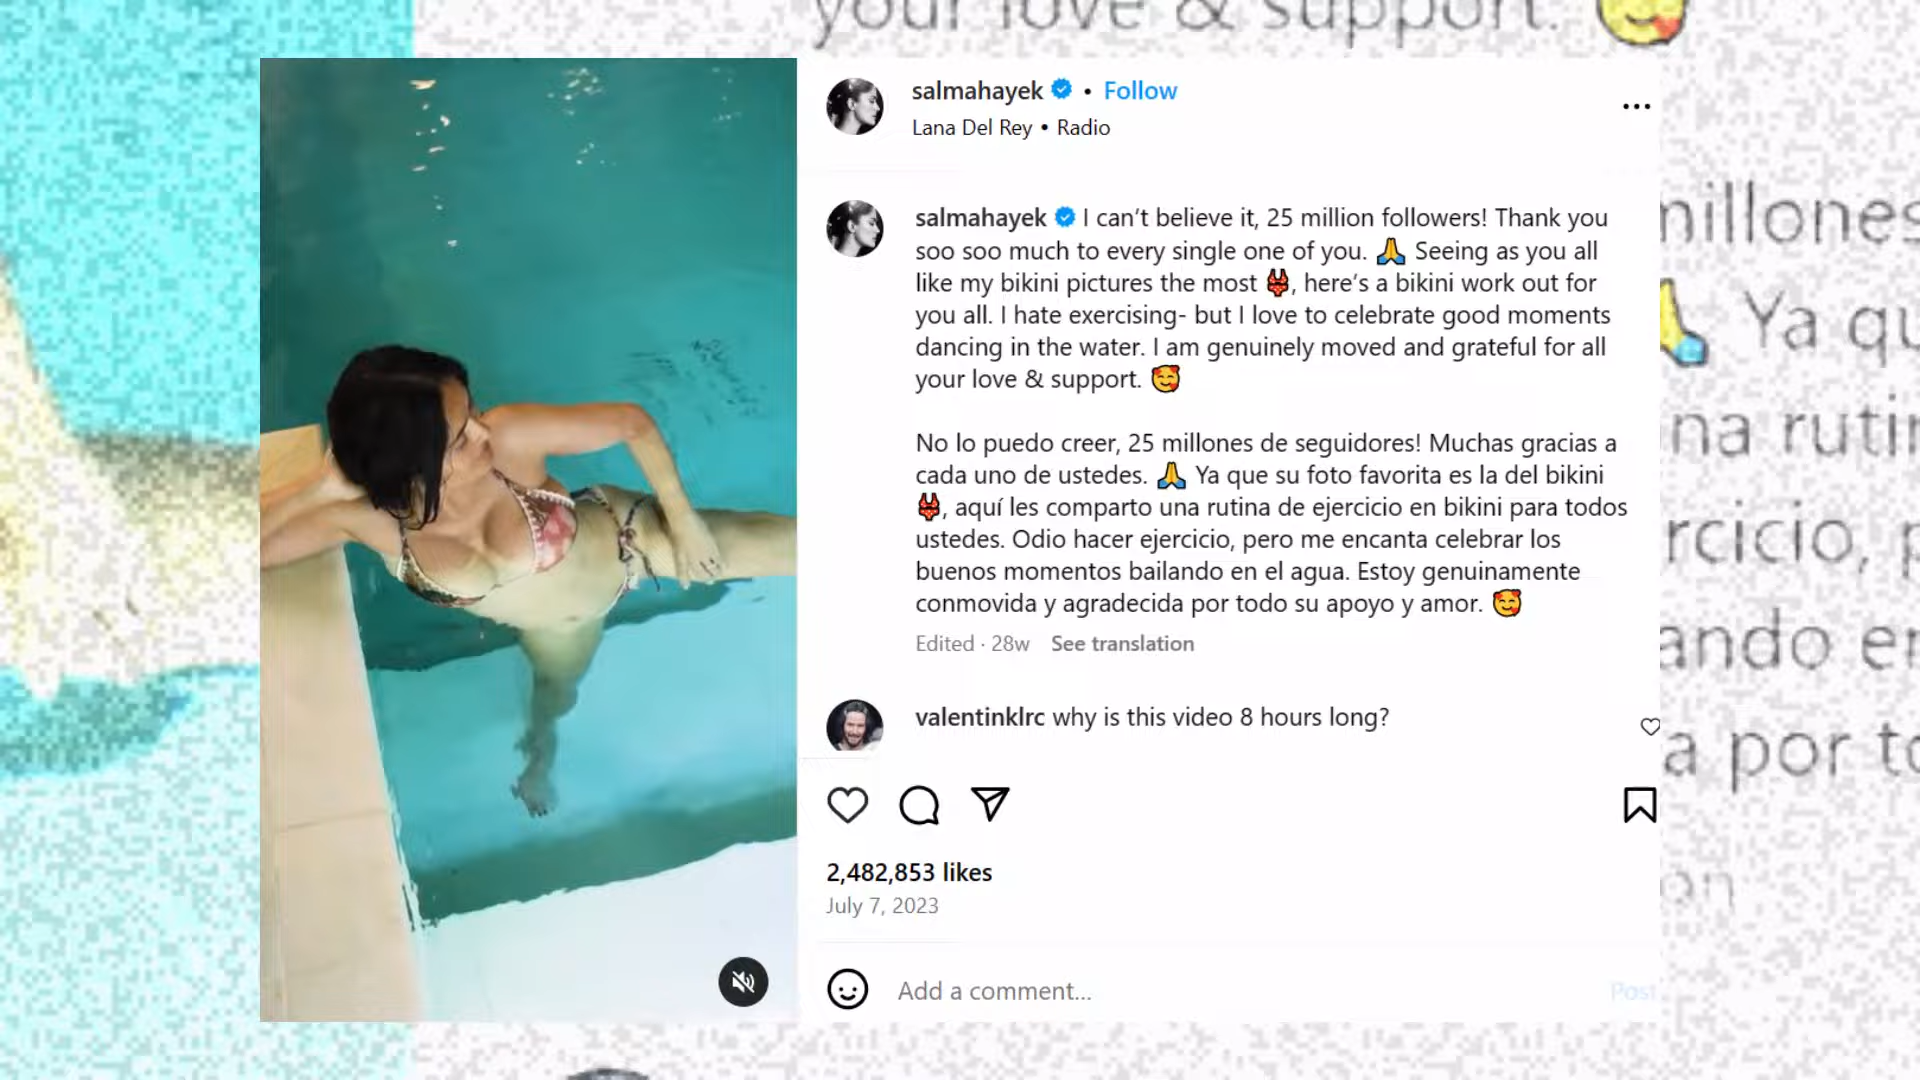 your love & support.
salmahayek • Follow
Lana Del Rey • Radio
salmahayek I can't believe it, 25 million followers! Thank you
soo soo much to every single one of you. 🙏 Seeing as you all
like my bikini pictures the most 👙, here's a bikini work out for
you all. I hate exercising- but I love to celebrate good moments
dancing in the water. I am genuinely moved and grateful for all
your love & support. 🥰
No lo puedo creer, 25 millones de seguidores! Muchas gracias a
cada uno de ustedes. 🙏 Ya que su foto favorita es la del bikini
👙, aquí les comparto una rutina de ejercicio en bikini para todos
ustedes. Odio hacer ejercicio, pero me encanta celebrar los
buenos momentos bailando en el agua. Estoy genuinamente
conmovida y agradecida por todo su apoyo y amor. 🥰
Edited · 28w See translation
valentinklrc why is this video 8 hours long?
2,482,853 likes
July 7, 2023
Add a comment...
Post
millones
Ya qu
na rutin
rcicio, p
ando en
a por to
on